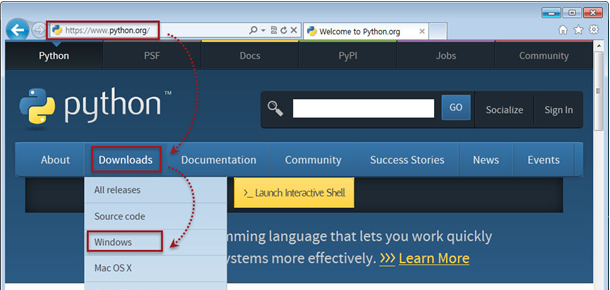 https://www.python.org/
Welcome to Python.org
Python PSF Docs PyPI Jobs Community
python™
GO Socialize Sign In
About Downloads Documentation Community Success Stories News Events
All releases
>_ Launch Interactive Shell
Source code
Windows
mming language that lets you work quickly
Mac OS X
ystems more effectively. >>> Learn More